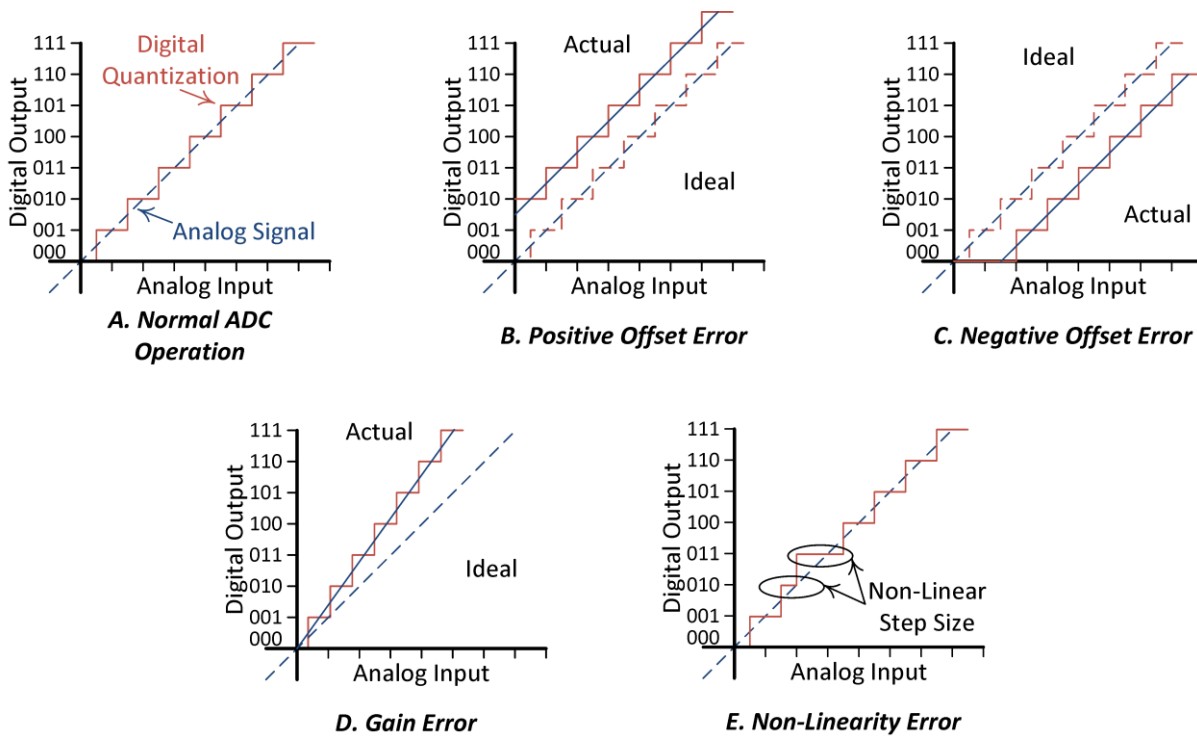 111
110
101
100
011
010
001
000
Digital Output
Digital
Quantization
Analog Signal
Analog Input
A. Normal ADC
Operation
111
110
101
100
011
010
001
000
Digital Output
Actual
Ideal
Analog Input
B. Positive Offset Error
111
110
101
100
011
010
001
000
Digital Output
Ideal
Actual
Analog Input
C. Negative Offset Error
111
110
101
100
011
010
001
000
Digital Output
Actual
Ideal
Analog Input
D. Gain Error
111
110
101
100
011
010
001
000
Digital Output
Non-Linear
Step Size
Analog Input
E. Non-Linearity Error